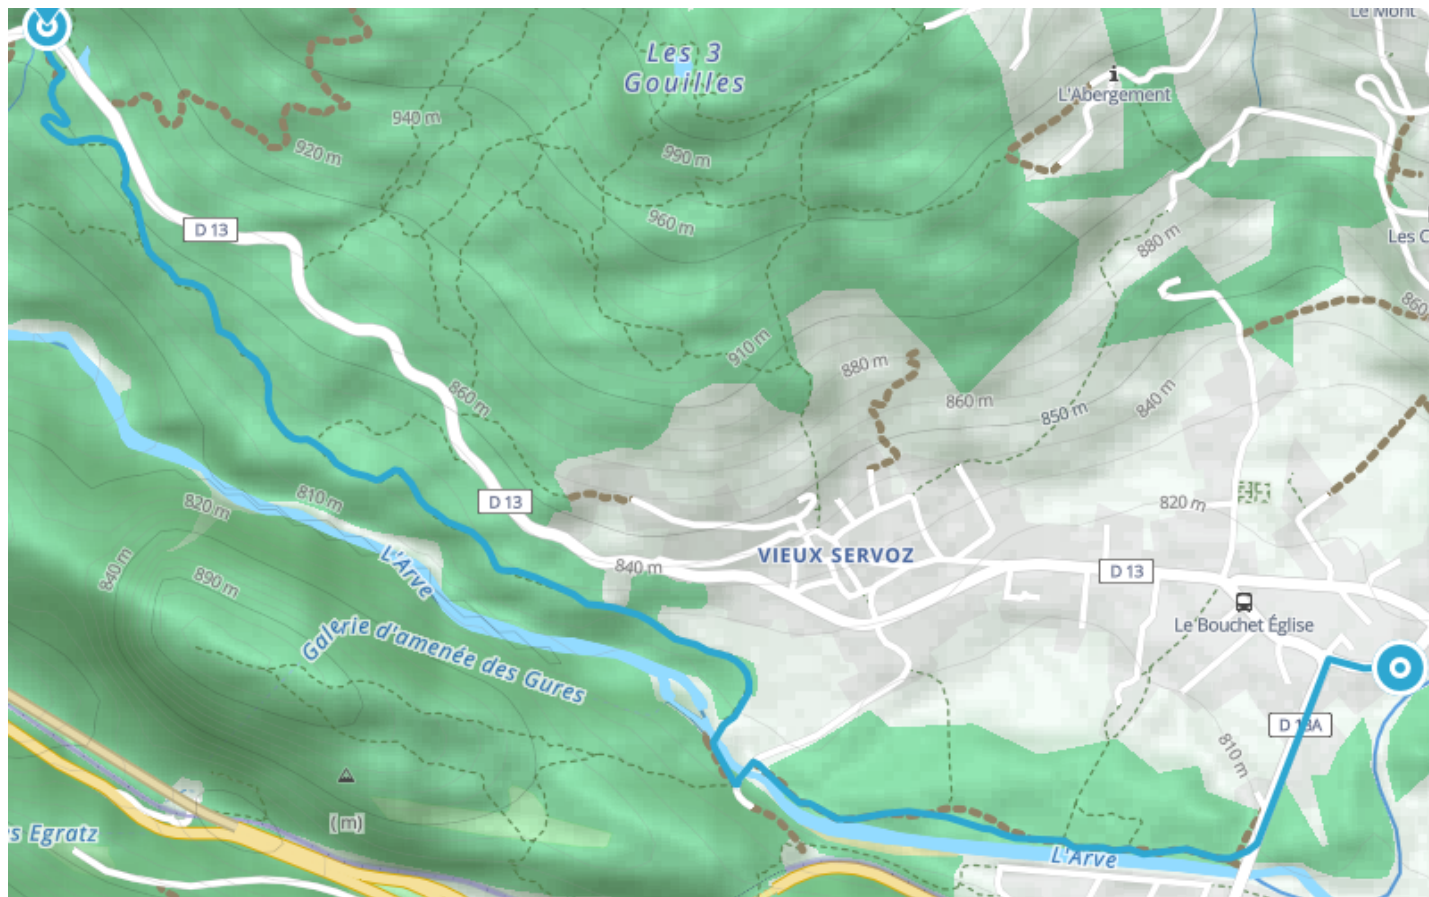 Le Mont
Les 3
Gouilles
L'Abergement
940 m
920 m
990 m
960 m
D 13
880 m
Les C
860
910 m
880 m
860 m
860 m
850 m
840 m
820 m
810 m
D 13
820 m
840 m
890 m
L'Arve
840 m
VIEUX SERVOZ
D 13
Le Bouchet Église
Galerie d'amenée des Gures
D 13A
810 m
(m)
s Egratz
L'Arve